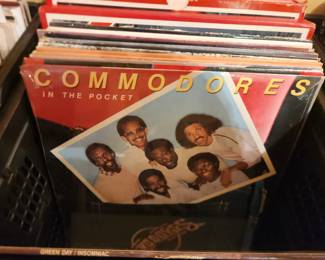 COMMODORES
IN THE POCKET
GREEN DAY / INSOMNIAC